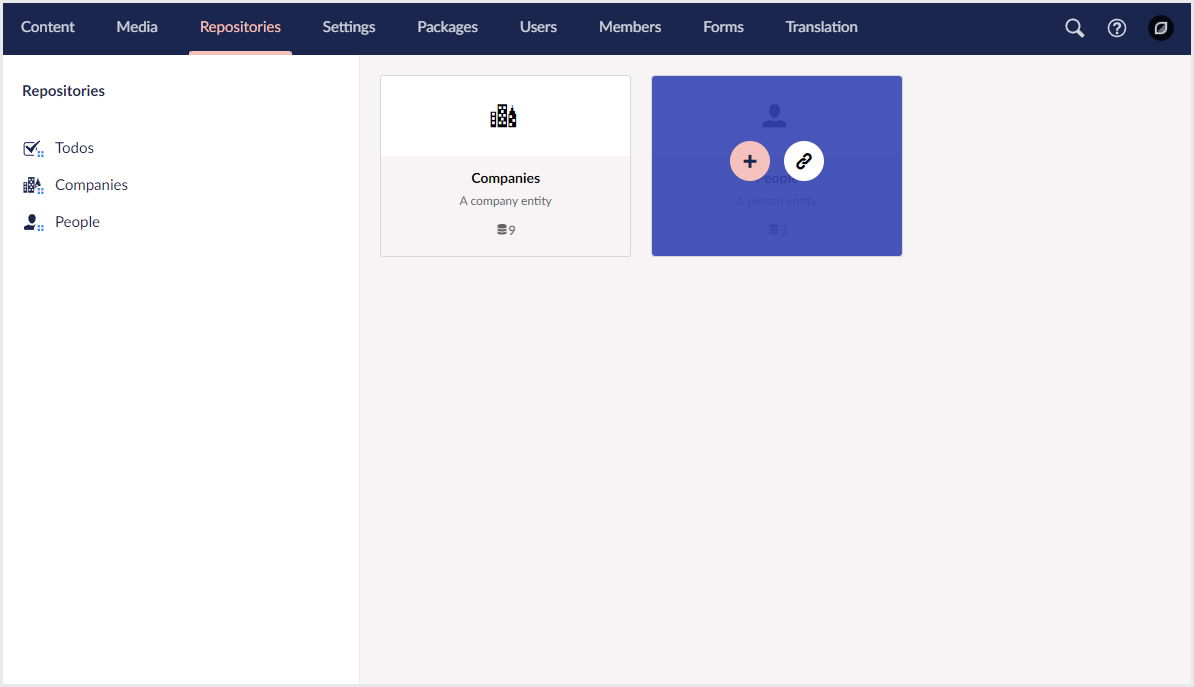 Content Media Repositories Settings Packages Users Members Forms Translation
Repositories
Todos
Companies
People
Companies
A company entity
9
People
A person entity
3